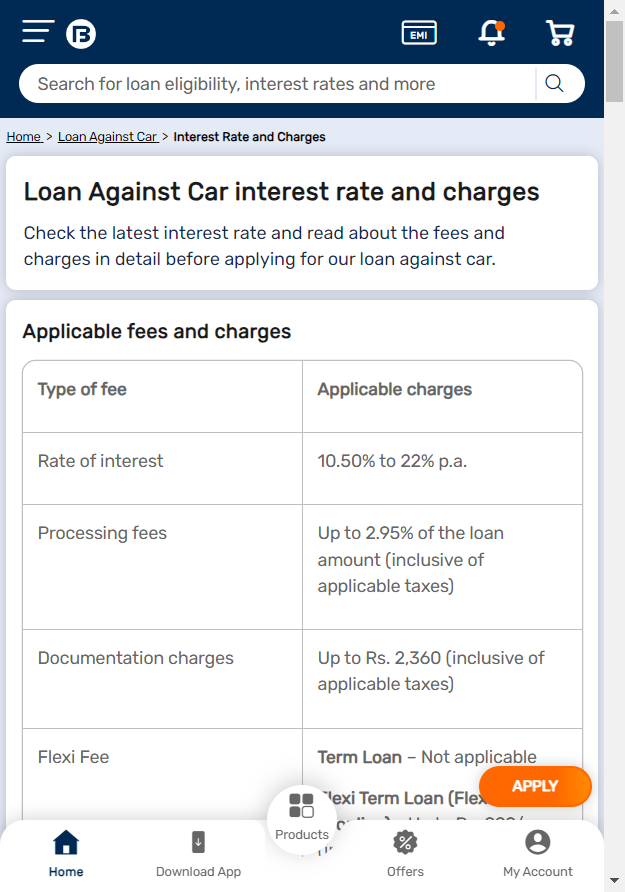 EMI
Search for loan eligibility, interest rates and more
Home > Loan Against Car > Interest Rate and Charges
Loan Against Car interest rate and charges
Check the latest interest rate and read about the fees and
charges in detail before applying for our loan against car.
Applicable fees and charges
Type of fee
Applicable charges
Rate of interest
10.50% to 22% p.a.
Processing fees
Up to 2.95% of the loan
amount (inclusive of
applicable taxes)
Documentation charges
Up to Rs. 2,360 (inclusive of
applicable taxes)
Flexi Fee
Term Loan – Not applicable
Flexi Term Loan
APPLY
Products
Home
Download App
Offers
My Account